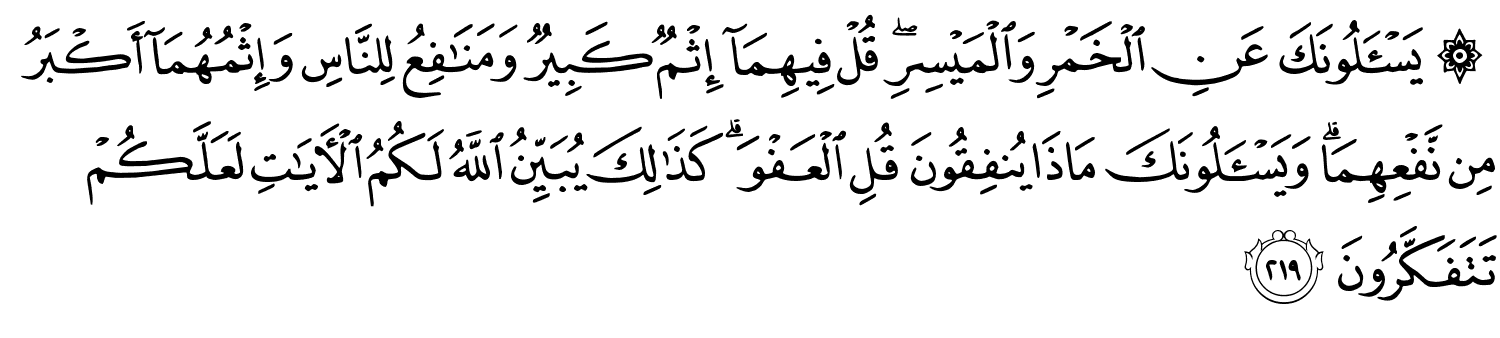 ۞ يَسْـَٔلُونَكَ عَنِ ٱلْخَمْرِ وَٱلْمَيْسِرِ ۖ قُلْ فِيهِمَآ إِثْمٌ كَبِيرٌ وَمَنَـٰفِعُ لِلنَّاسِ وَإِثْمُهُمَآ أَكْبَرُ
مِن نَّفْعِهِمَا ۗ وَيَسْـَٔلُونَكَ مَاذَا يُنفِقُونَ قُلِ ٱلْعَفْوَ ۗ كَذَٰلِكَ يُبَيِّنُ ٱللَّهُ لَكُمُ ٱلْـَٔايَـٰتِ لَعَلَّكُمْ
تَتَفَكَّرُونَ ٢١٩